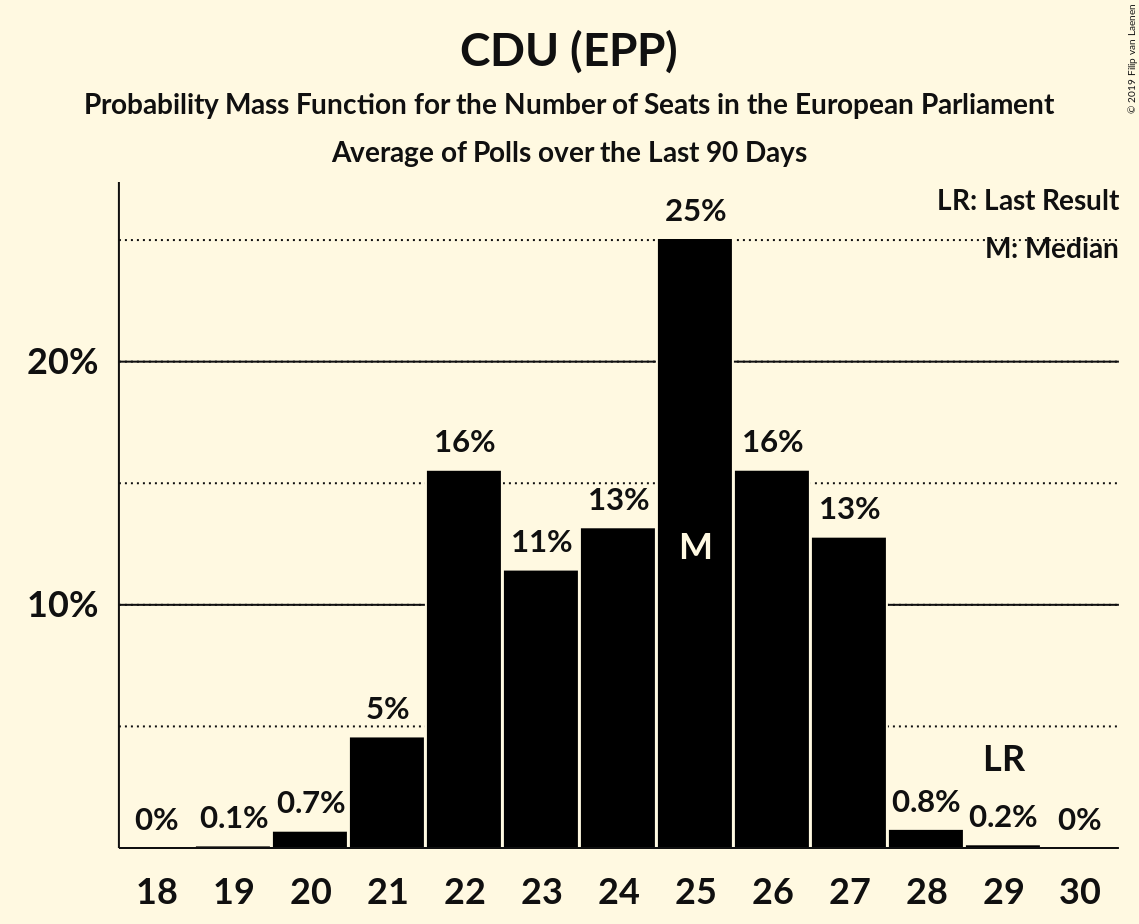 CDU (EPP)
Probability Mass Function for the Number of Seats in the European Parliament
Average of Polls over the Last 90 Days
© 2019 Filip van Laenen
LR: Last Result
M: Median
20%
10%
0%
0.1%
0.7%
5%
16%
11%
13%
25%
M
16%
13%
0.8%
LR
0.2%
0%
18 19 20 21 22 23 24 25 26 27 28 29 30